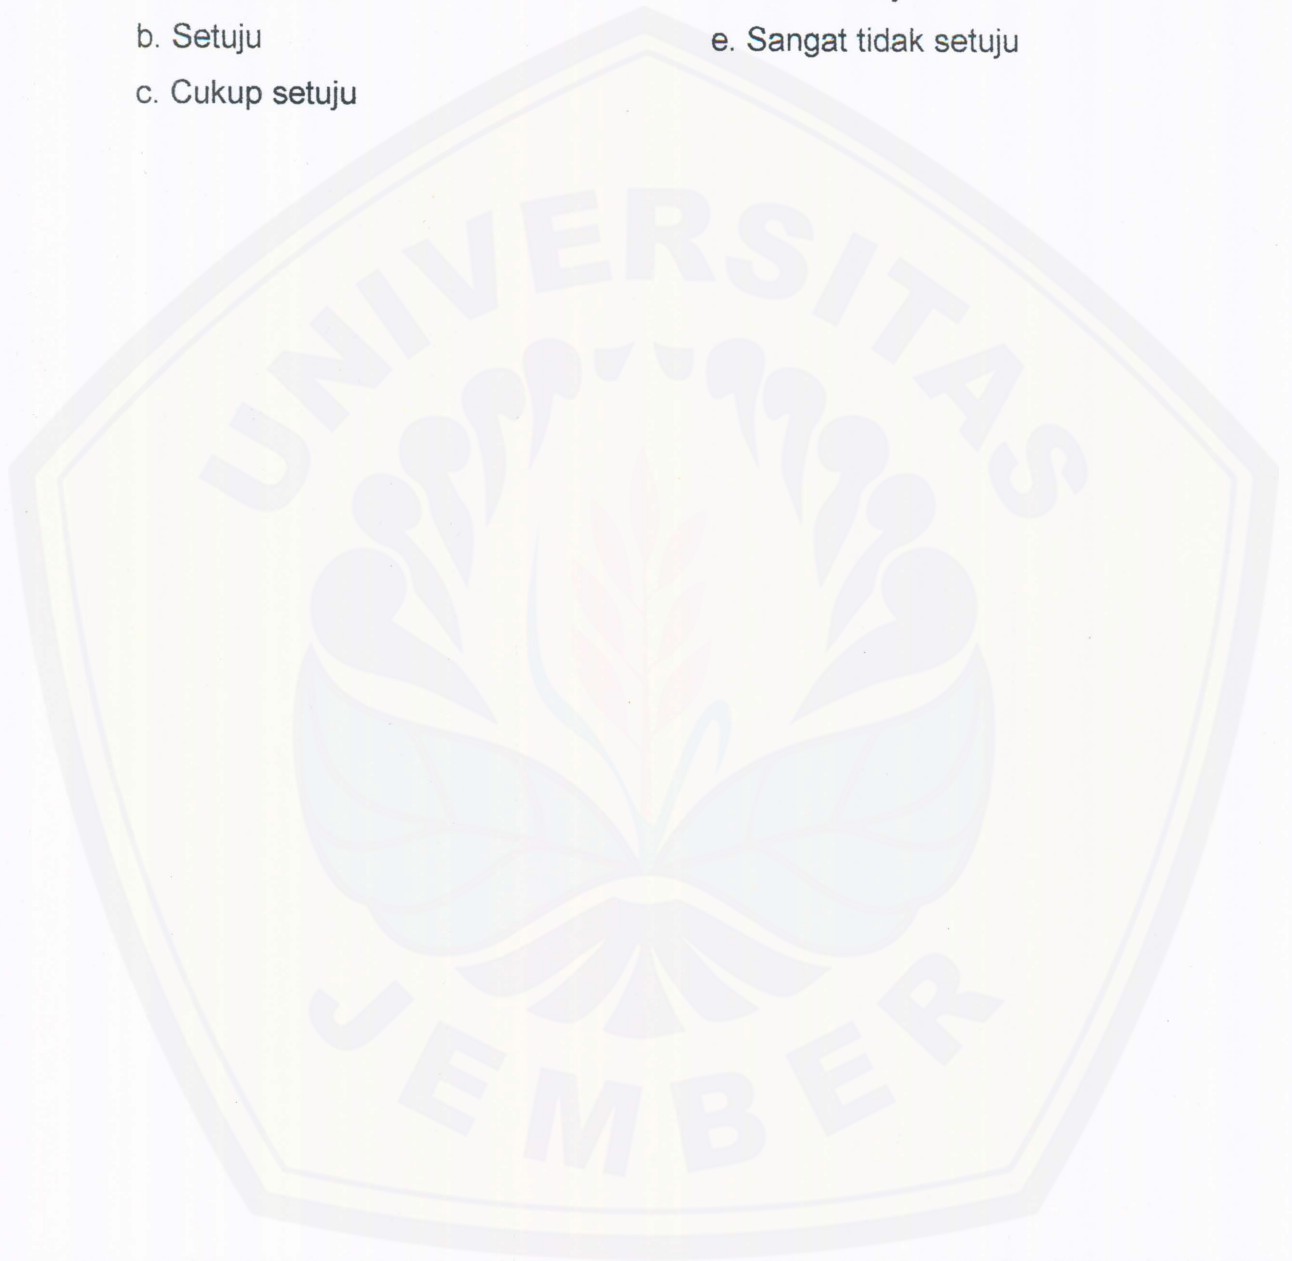 b. Setuju
e. Sangat tidak setuju
c. Cukup setuju
UNIVERSITAS
JEMBER